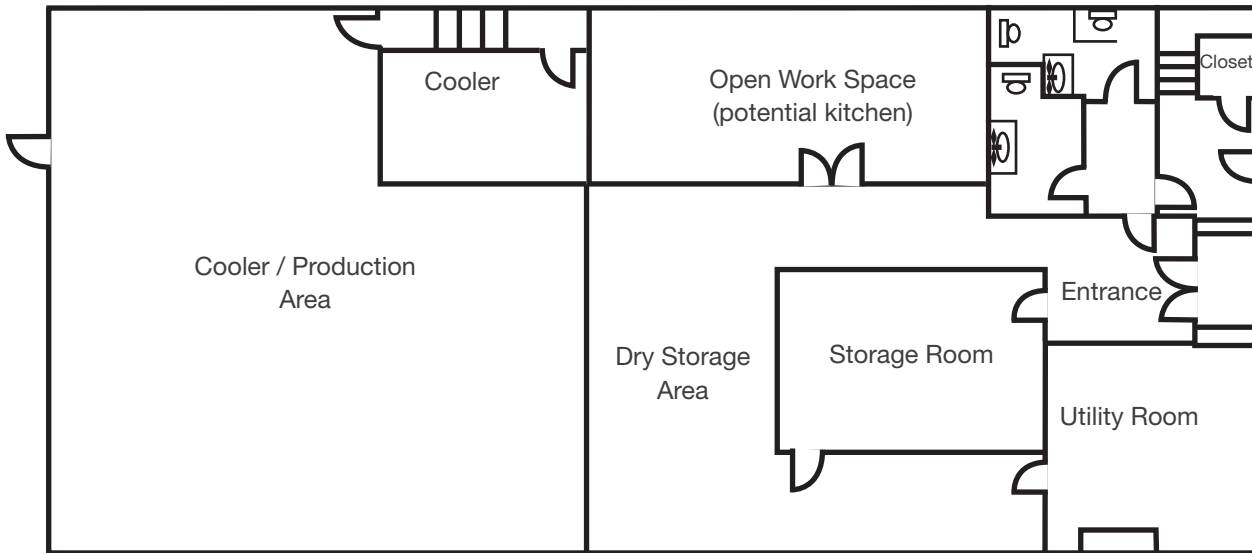 Cooler
Open Work Space
(potential kitchen)
Closet
Cooler / Production
Area
Entrance
Dry Storage
Area
Storage Room
Utility Room